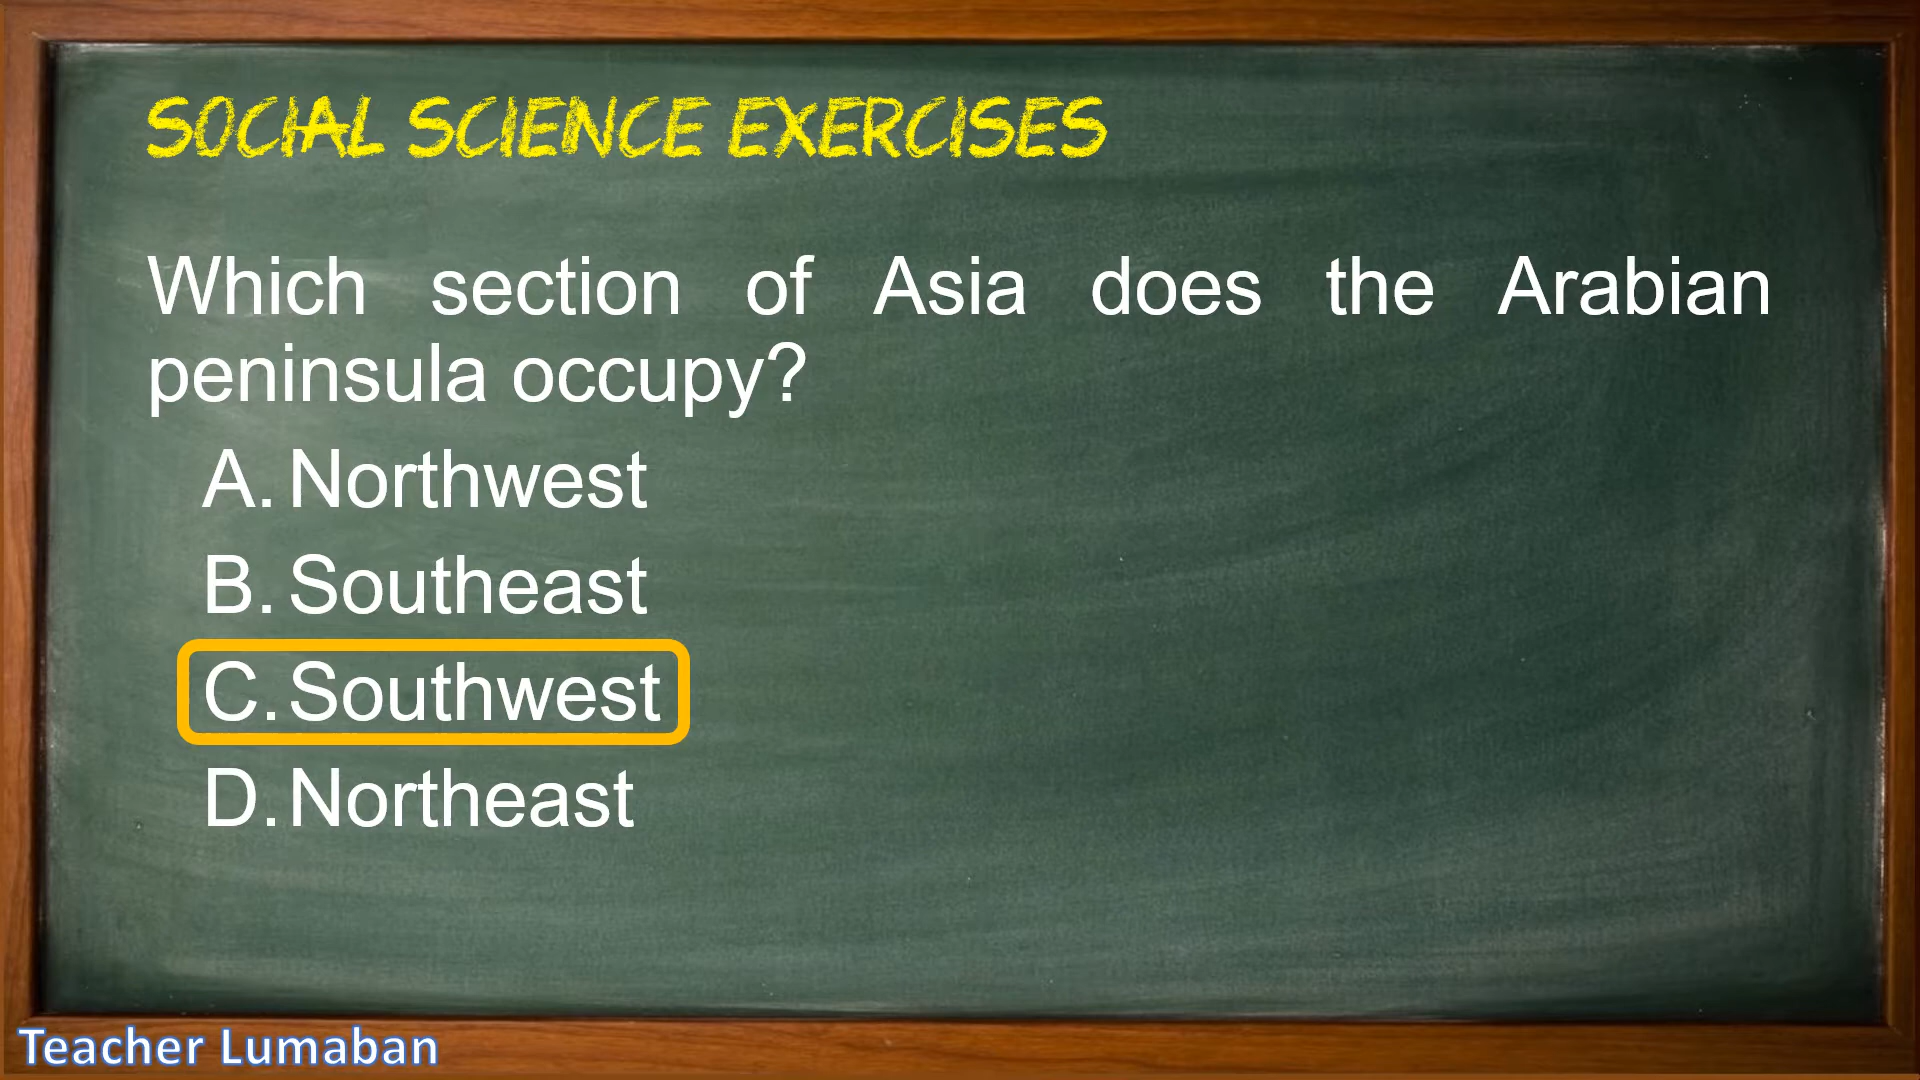 SOCIAL SCIENCE EXERCISES
Which section of Asia does the Arabian
peninsula occupy?
A. Northwest
B. Southeast
C. Southwest
D. Northeast
Teacher Lumaban